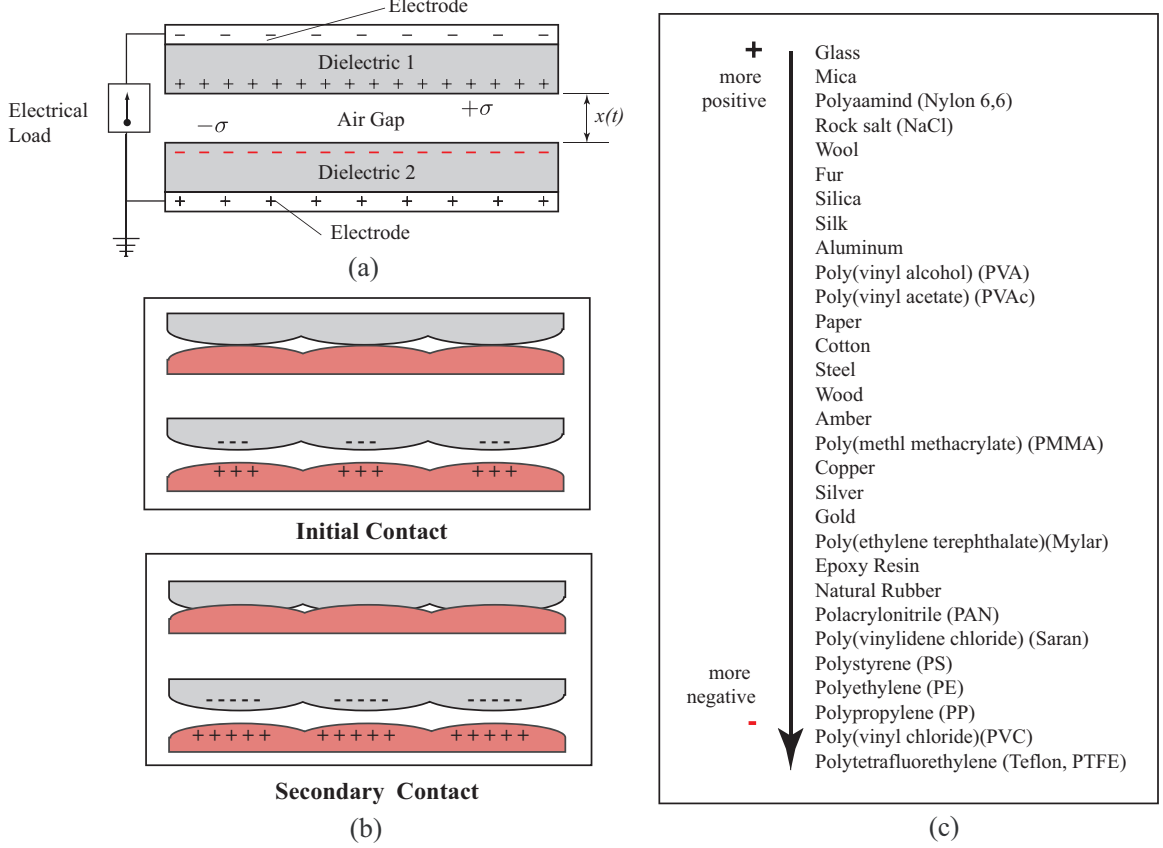 Electrode
− − − − − − − − −
Dielectric 1
+ + + + + + + + + + + + + + +
Electrical
Load
+σ
−σ
Air Gap
x(t)
− − − − − − − − − − − − − − −
Dielectric 2
+ + + + + + + + +
Electrode
(a)
--- --- ---
+++ +++ +++
Initial Contact
----- ----- -----
+++++ +++++ +++++
Secondary Contact
(b)
+
more
positive
more
negative
-
Glass
Mica
Polyaamind (Nylon 6,6)
Rock salt (NaCl)
Wool
Fur
Silica
Silk
Aluminum
Poly(vinyl alcohol) (PVA)
Poly(vinyl acetate) (PVAc)
Paper
Cotton
Steel
Wood
Amber
Poly(methl methacrylate) (PMMA)
Copper
Silver
Gold
Poly(ethylene terephthalate)(Mylar)
Epoxy Resin
Natural Rubber
Polacrylonitrile (PAN)
Poly(vinylidene chloride) (Saran)
Polystyrene (PS)
Polyethylene (PE)
Polypropylene (PP)
Poly(vinyl chloride)(PVC)
Polytetrafluorethylene (Teflon, PTFE)
(c)